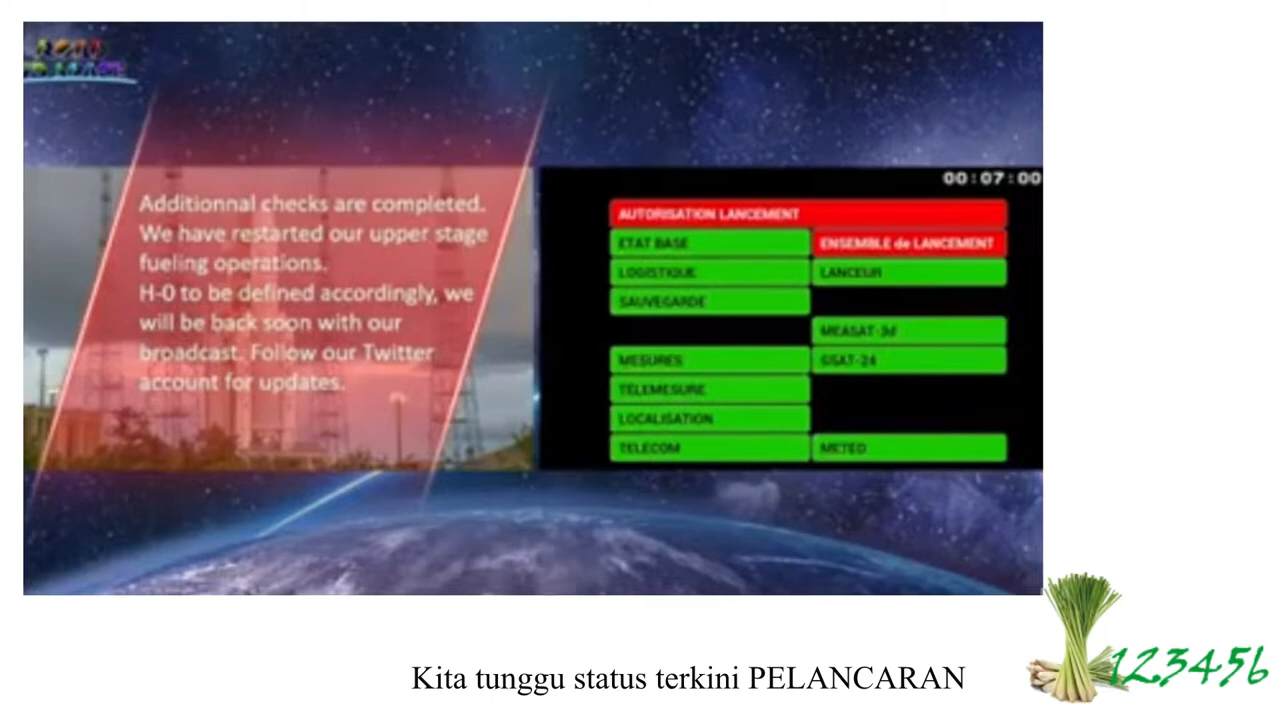 Additionnal checks are completed.
We have restarted our upper stage
fueling operations.
H-0 to be defined accordingly, we
will be back soon with our
broadcast. Follow our Twitter
account for updates.
00:07:00
AUTORISATION LANCEMENT
ETAT BASE
ENSEMBLE de LANCEMENT
LOGISTIQUE
LANCEUR
SAUVEGARDE
MEASAT-3d
MESURES
GSAT-24
TELEMESURE
LOCALISATION
TELECOM
METEO
Kita tunggu status terkini PELANCARAN
123456